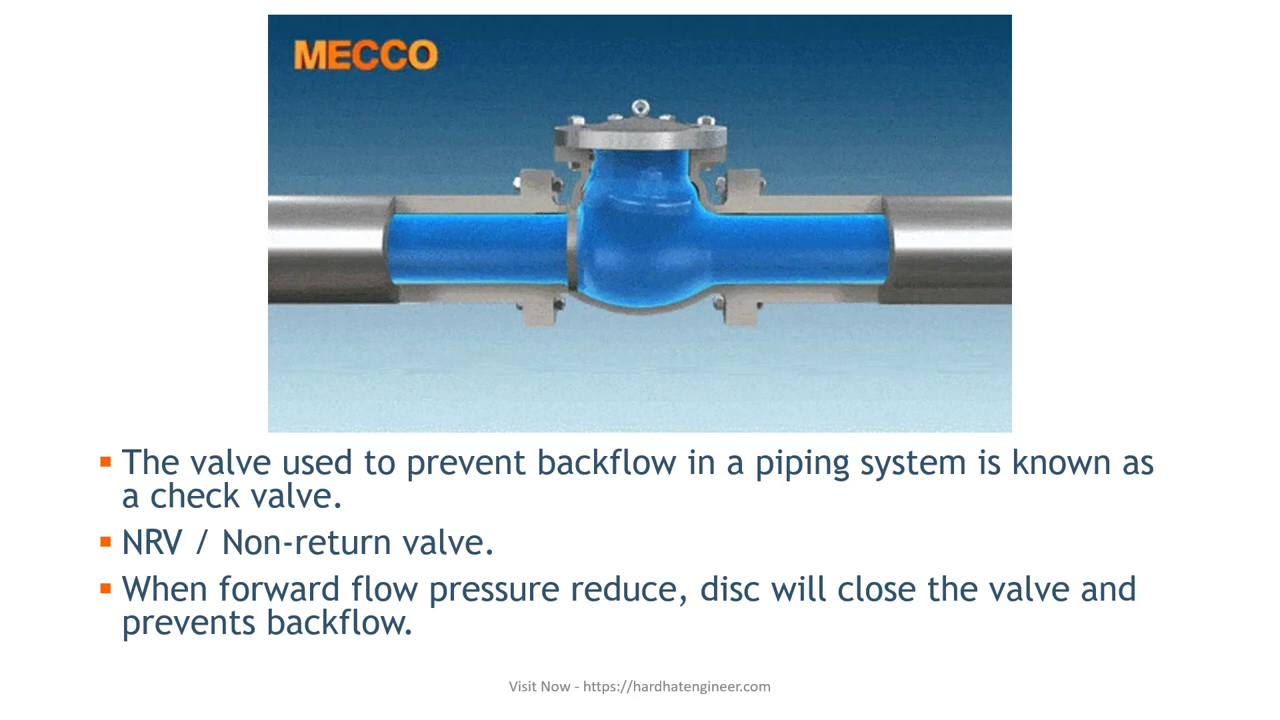 MECCO
The valve used to prevent backflow in a piping system is known as
a check valve.
NRV / Non-return valve.
When forward flow pressure reduce, disc will close the valve and
prevents backflow.
Visit Now - https://hardhatengineer.com